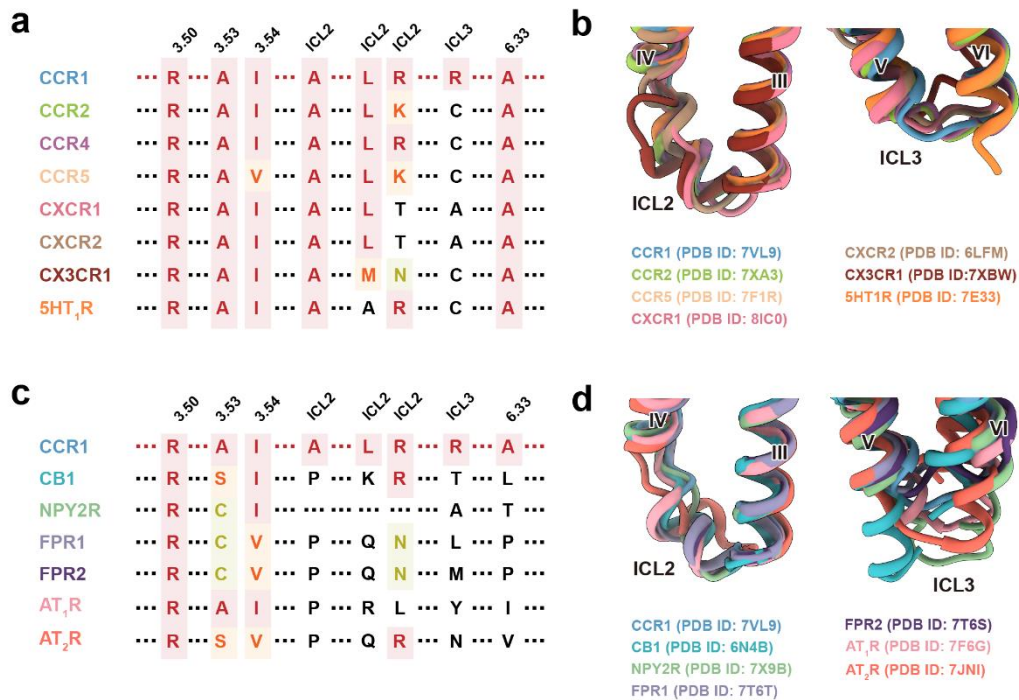 a
3.50 3.53 3.54 ICL2 ICL2 ICL2 ICL3 6.33
CCR1 ··· R ··· A ··· I ··· A ··· L ··· R ··· R ··· A ···
CCR2 ··· R ··· A ··· I ··· A ··· L ··· K ··· C ··· A ···
CCR4 ··· R ··· A ··· I ··· A ··· L ··· R ··· C ··· A ···
CCR5 ··· R ··· A ··· V ··· A ··· L ··· K ··· C ··· A ···
CXCR1 ··· R ··· A ··· I ··· A ··· L ··· T ··· A ··· A ···
CXCR2 ··· R ··· A ··· I ··· A ··· L ··· T ··· A ··· A ···
CX3CR1 ··· R ··· A ··· I ··· A ··· M ··· N ··· C ··· A ···
5HT₁R ··· R ··· A ··· I ··· A ··· A ··· R ··· C ··· A ···
b
IV III ICL2
V VI ICL3
CCR1 (PDB ID: 7VL9)
CCR2 (PDB ID: 7XA3)
CCR5 (PDB ID: 7F1R)
CXCR1 (PDB ID: 8IC0)
CXCR2 (PDB ID: 6LFM)
CX3CR1 (PDB ID:7XBW)
5HT1R (PDB ID: 7E33)
c
3.50 3.53 3.54 ICL2 ICL2 ICL2 ICL3 6.33
CCR1 ··· R ··· A ··· I ··· A ··· L ··· R ··· R ··· A ···
CB1 ··· R ··· S ··· I ··· P ··· K ··· R ··· T ··· L ···
NPY2R ··· R ··· C ··· I ··· ··· ··· ··· ··· ··· ··· A ··· T ···
FPR1 ··· R ··· C ··· V ··· P ··· Q ··· N ··· L ··· P ···
FPR2 ··· R ··· C ··· V ··· P ··· Q ··· N ··· M ··· P ···
AT₁R ··· R ··· A ··· I ··· P ··· R ··· L ··· Y ··· I ···
AT₂R ··· R ··· S ··· V ··· P ··· Q ··· R ··· N ··· V ···
d
IV III ICL2
V VI ICL3
CCR1 (PDB ID: 7VL9)
CB1 (PDB ID: 6N4B)
NPY2R (PDB ID: 7X9B)
FPR1 (PDB ID: 7T6T)
FPR2 (PDB ID: 7T6S)
AT₁R (PDB ID: 7F6G)
AT₂R (PDB ID: 7JNI)